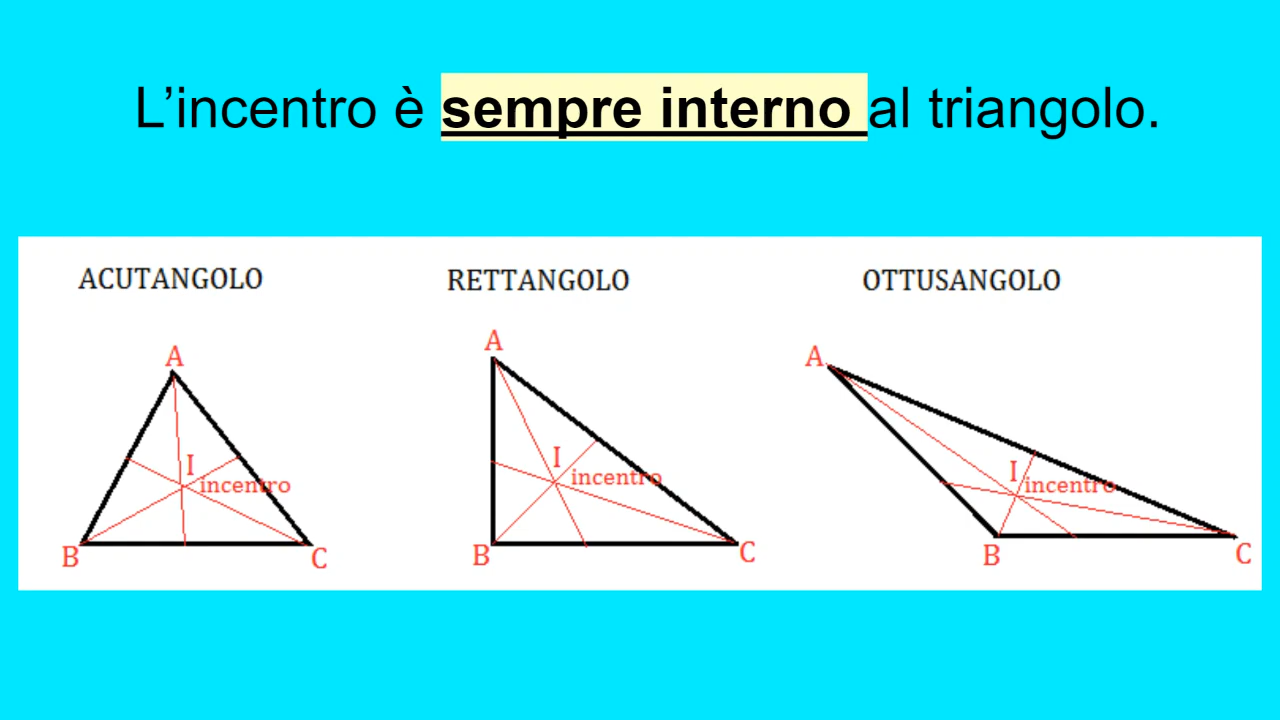 L’incentro è sempre interno al triangolo.
ACUTANGOLO
RETTANGOLO
OTTUSANGOLO
A
I
incentro
B
C
A
I
incentro
B
C
A
I
incentro
B
C